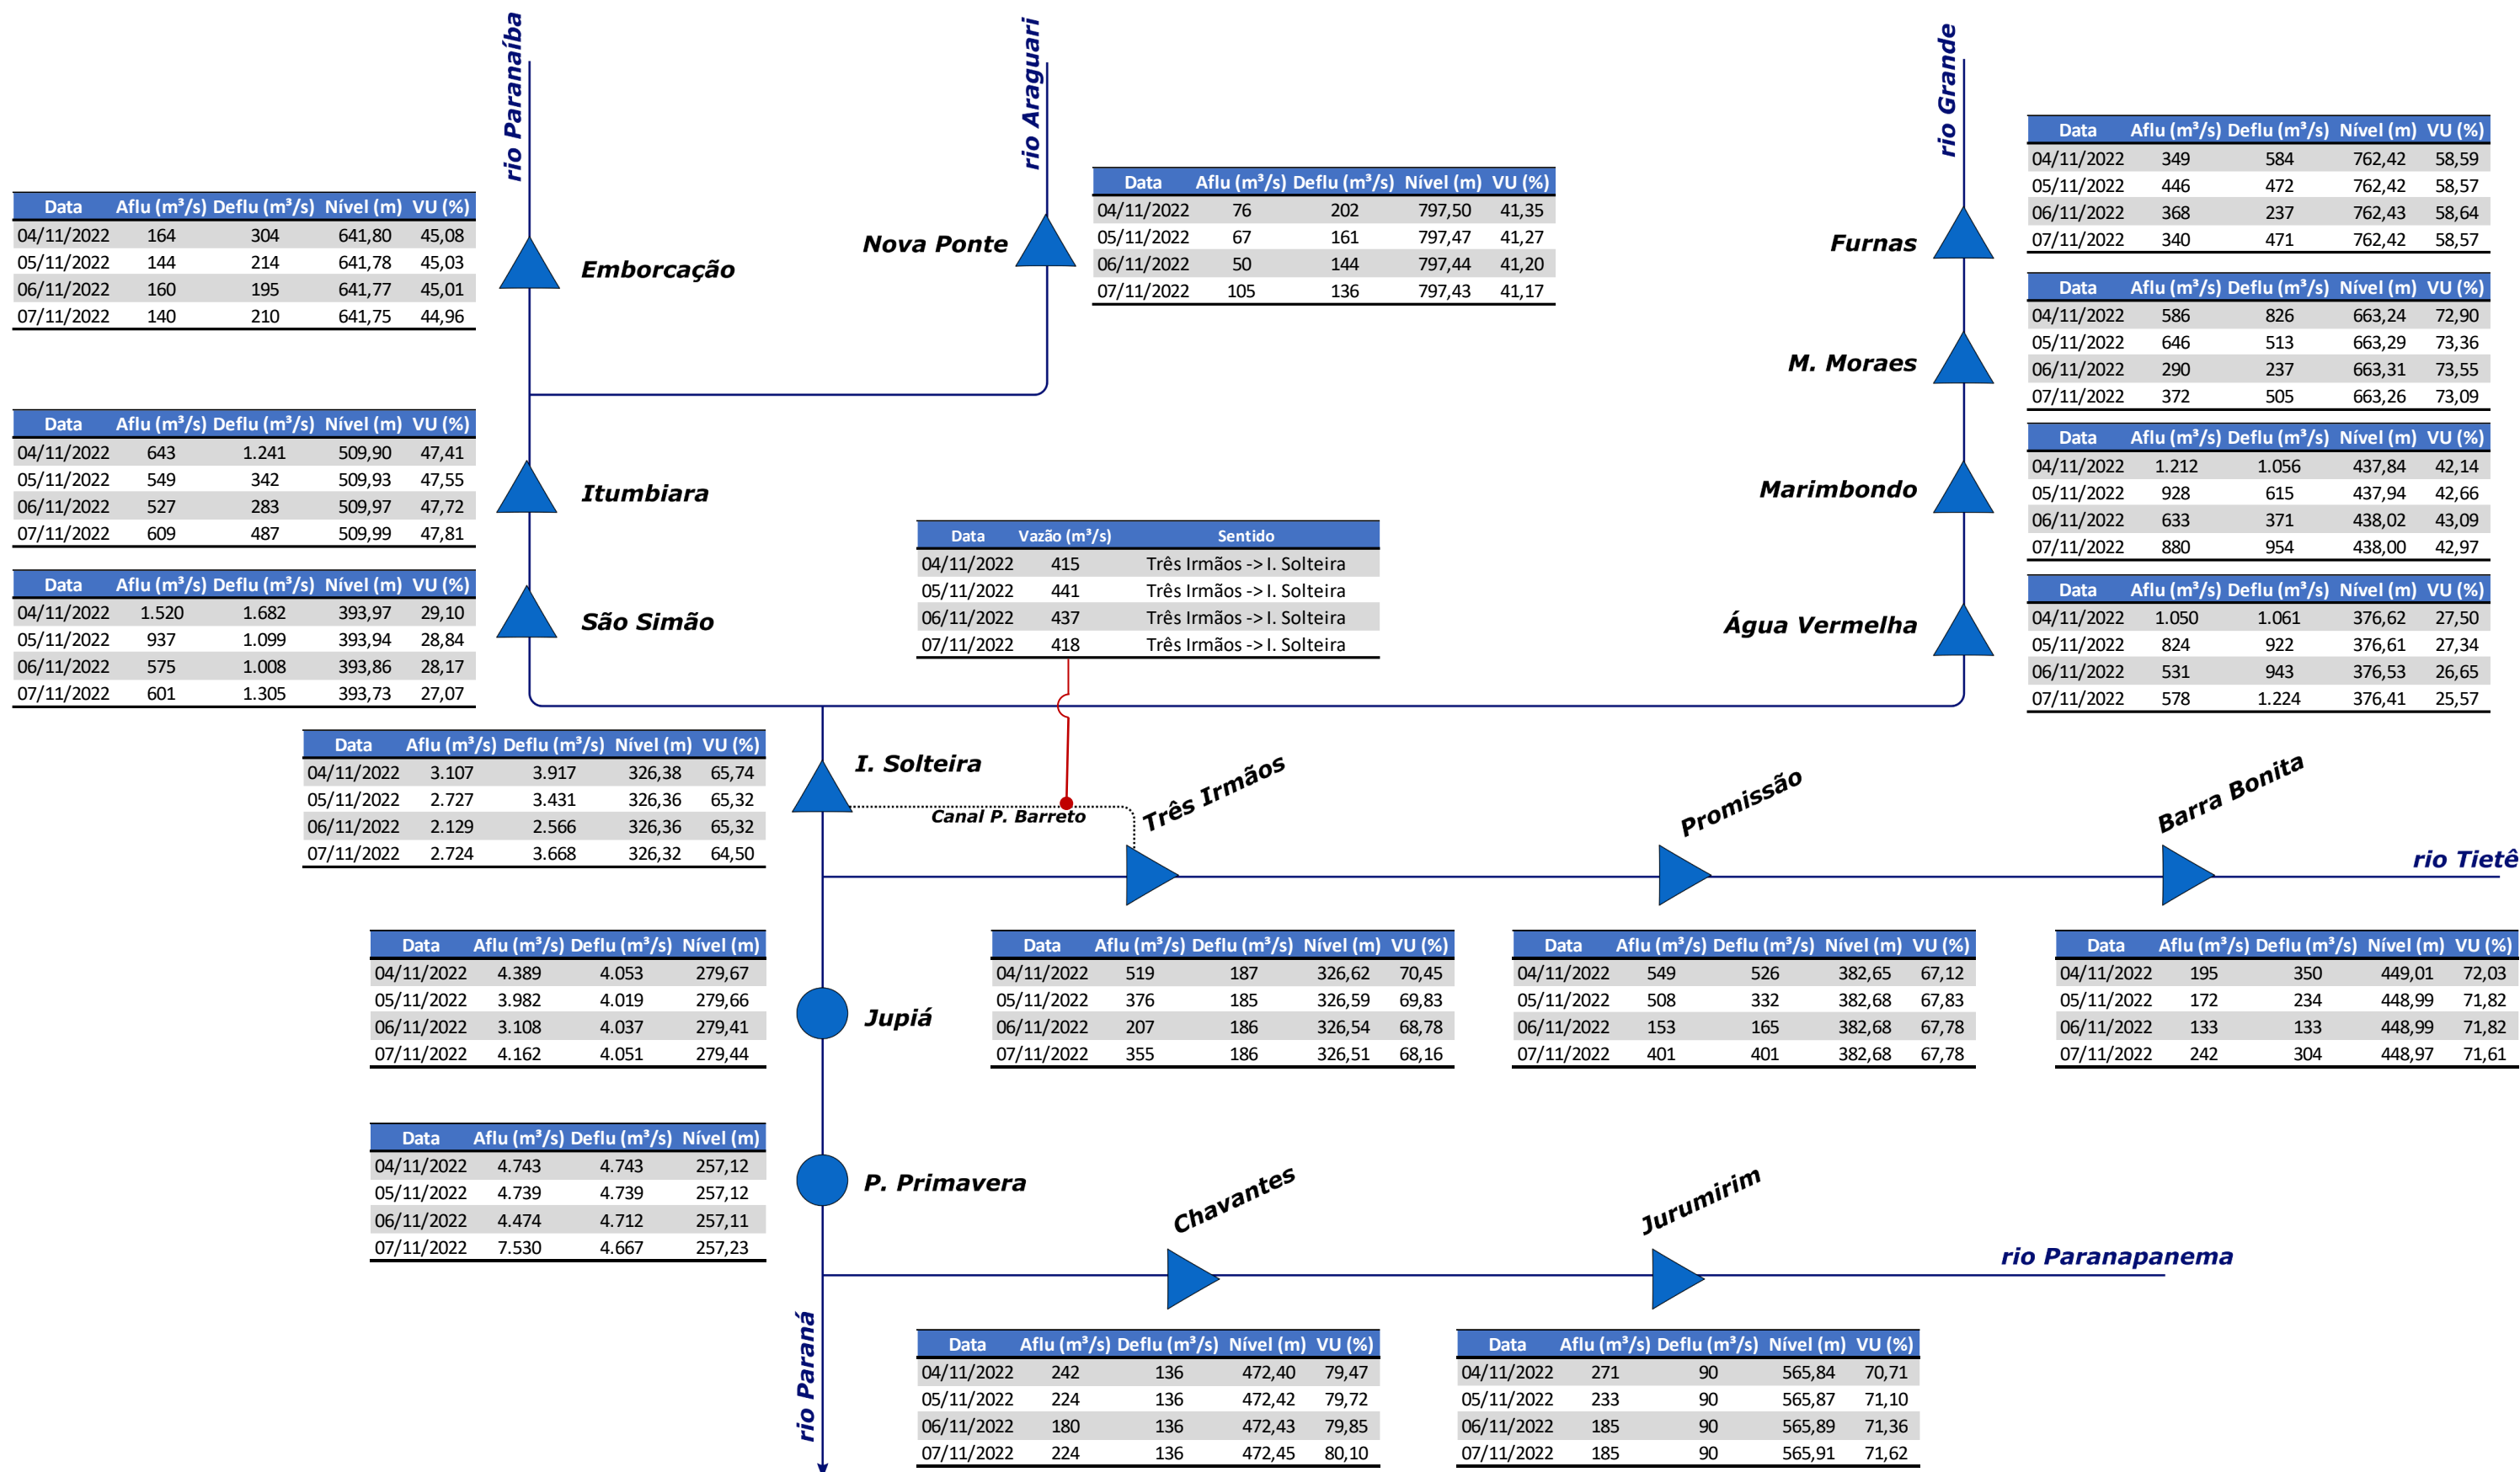 rio Paranaíba
rio Araguari
rio Grande
Data Aflu (m³/s) Deflu (m³/s) Nível (m) VU (%)
04/11/2022 349 584 762,42 58,59
05/11/2022 446 472 762,42 58,57
06/11/2022 368 237 762,43 58,64
07/11/2022 340 471 762,42 58,57
Furnas
Data Aflu (m³/s) Deflu (m³/s) Nível (m) VU (%)
04/11/2022 76 202 797,50 41,35
05/11/2022 67 161 797,47 41,27
06/11/2022 50 144 797,44 41,20
07/11/2022 105 136 797,43 41,17
Nova Ponte
Data Aflu (m³/s) Deflu (m³/s) Nível (m) VU (%)
04/11/2022 164 304 641,80 45,08
05/11/2022 144 214 641,78 45,03
06/11/2022 160 195 641,77 45,01
07/11/2022 140 210 641,75 44,96
Emborcação
Data Aflu (m³/s) Deflu (m³/s) Nível (m) VU (%)
04/11/2022 586 826 663,24 72,90
05/11/2022 646 513 663,29 73,36
06/11/2022 290 237 663,31 73,55
07/11/2022 372 505 663,26 73,09
M. Moraes
Data Aflu (m³/s) Deflu (m³/s) Nível (m) VU (%)
04/11/2022 643 1.241 509,90 47,41
05/11/2022 549 342 509,93 47,55
06/11/2022 527 283 509,97 47,72
07/11/2022 609 487 509,99 47,81
Itumbiara
Data Aflu (m³/s) Deflu (m³/s) Nível (m) VU (%)
04/11/2022 1.212 1.056 437,84 42,14
05/11/2022 928 615 437,94 42,66
06/11/2022 633 371 438,02 43,09
07/11/2022 880 954 438,00 42,97
Marimbondo
Data Vazão (m³/s) Sentido
04/11/2022 415 Três Irmãos -> I. Solteira
05/11/2022 441 Três Irmãos -> I. Solteira
06/11/2022 437 Três Irmãos -> I. Solteira
07/11/2022 418 Três Irmãos -> I. Solteira
Data Aflu (m³/s) Deflu (m³/s) Nível (m) VU (%)
04/11/2022 1.520 1.682 393,97 29,10
05/11/2022 937 1.099 393,94 28,84
06/11/2022 575 1.008 393,86 28,17
07/11/2022 601 1.305 393,73 27,07
São Simão
Data Aflu (m³/s) Deflu (m³/s) Nível (m) VU (%)
04/11/2022 1.050 1.061 376,62 27,50
05/11/2022 824 922 376,61 27,34
06/11/2022 531 943 376,53 26,65
07/11/2022 578 1.224 376,41 25,57
Água Vermelha
Data Aflu (m³/s) Deflu (m³/s) Nível (m) VU (%)
04/11/2022 3.107 3.917 326,38 65,74
05/11/2022 2.727 3.431 326,36 65,32
06/11/2022 2.129 2.566 326,36 65,32
07/11/2022 2.724 3.668 326,32 64,50
I. Solteira
Canal P. Barreto
Três Irmãos
Promissão
Barra Bonita
rio Tietê
Data Aflu (m³/s) Deflu (m³/s) Nível (m)
04/11/2022 4.389 4.053 279,67
05/11/2022 3.982 4.019 279,66
06/11/2022 3.108 4.037 279,41
07/11/2022 4.162 4.051 279,44
Jupiá
Data Aflu (m³/s) Deflu (m³/s) Nível (m) VU (%)
04/11/2022 519 187 326,62 70,45
05/11/2022 376 185 326,59 69,83
06/11/2022 207 186 326,54 68,78
07/11/2022 355 186 326,51 68,16
Data Aflu (m³/s) Deflu (m³/s) Nível (m) VU (%)
04/11/2022 549 526 382,65 67,12
05/11/2022 508 332 382,68 67,83
06/11/2022 153 165 382,68 67,78
07/11/2022 401 401 382,68 67,78
Data Aflu (m³/s) Deflu (m³/s) Nível (m) VU (%)
04/11/2022 195 350 449,01 72,03
05/11/2022 172 234 448,99 71,82
06/11/2022 133 133 448,99 71,82
07/11/2022 242 304 448,97 71,61
Data Aflu (m³/s) Deflu (m³/s) Nível (m)
04/11/2022 4.743 4.743 257,12
05/11/2022 4.739 4.739 257,12
06/11/2022 4.474 4.712 257,11
07/11/2022 7.530 4.667 257,23
P. Primavera
Chavantes
Jurumirim
rio Paranapanema
rio Paraná
Data Aflu (m³/s) Deflu (m³/s) Nível (m) VU (%)
04/11/2022 242 136 472,40 79,47
05/11/2022 224 136 472,42 79,72
06/11/2022 180 136 472,43 79,85
07/11/2022 224 136 472,45 80,10
Data Aflu (m³/s) Deflu (m³/s) Nível (m) VU (%)
04/11/2022 271 90 565,84 70,71
05/11/2022 233 90 565,87 71,10
06/11/2022 185 90 565,89 71,36
07/11/2022 185 90 565,91 71,62